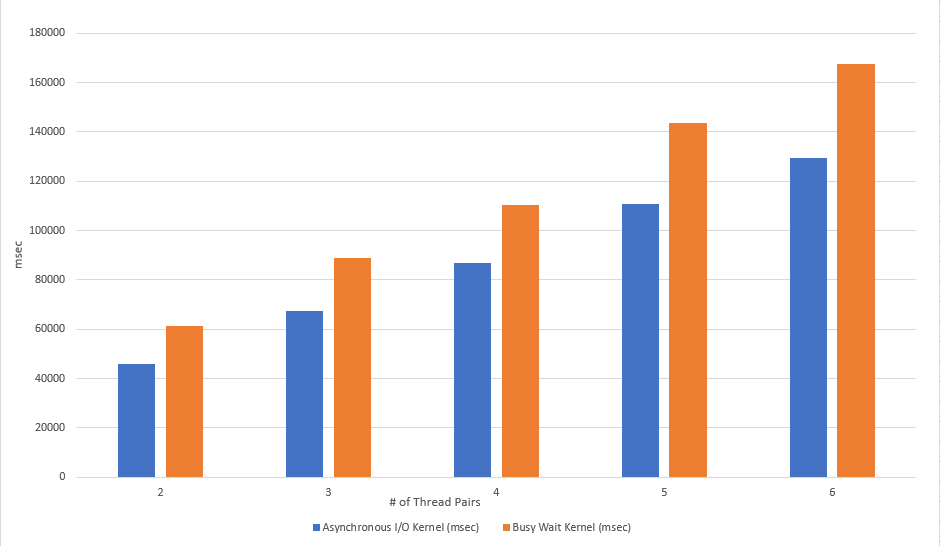 180000
160000
140000
120000
100000
80000
60000
40000
20000
0
msec
2 3 4 5 6
# of Thread Pairs
Asynchronous I/O Kernel (msec) Busy Wait Kernel (msec)